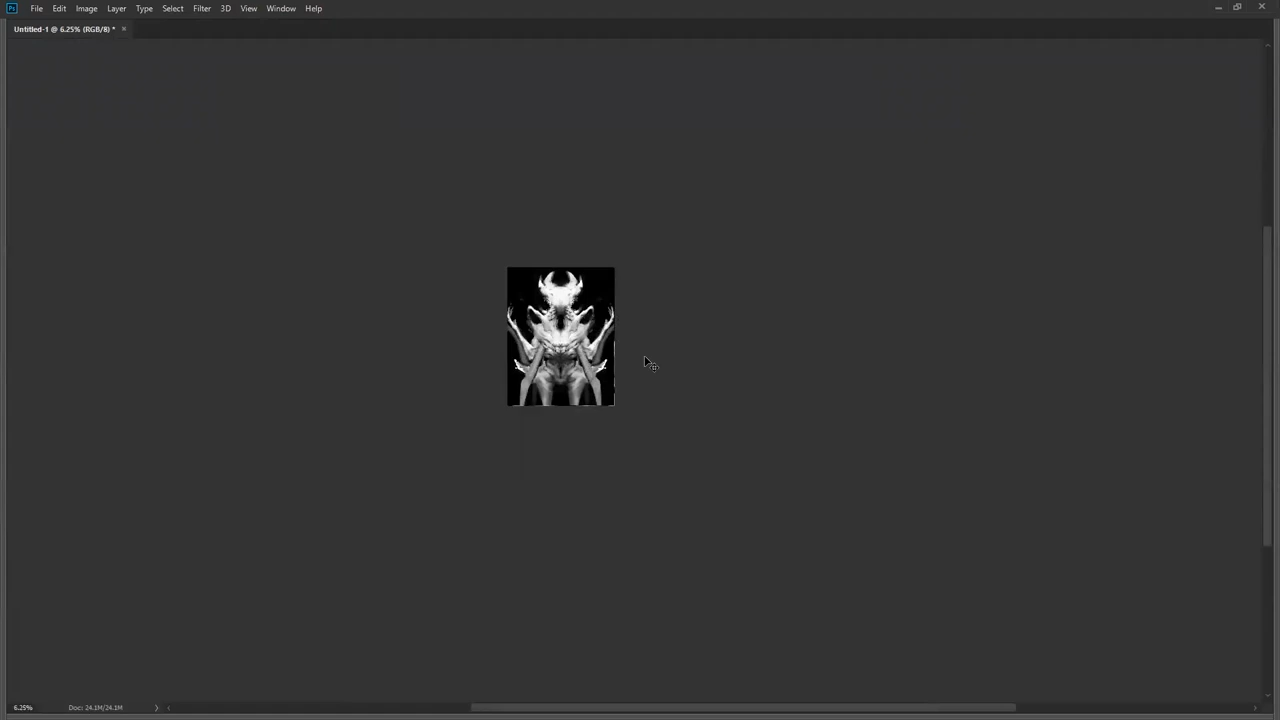 Ps File Edit Image Layer Type Select Filter 3D View Window Help
Untitled-1 @ 6.25% (RGB/8) * ×
6.25% Doc: 24.1M/24.1M